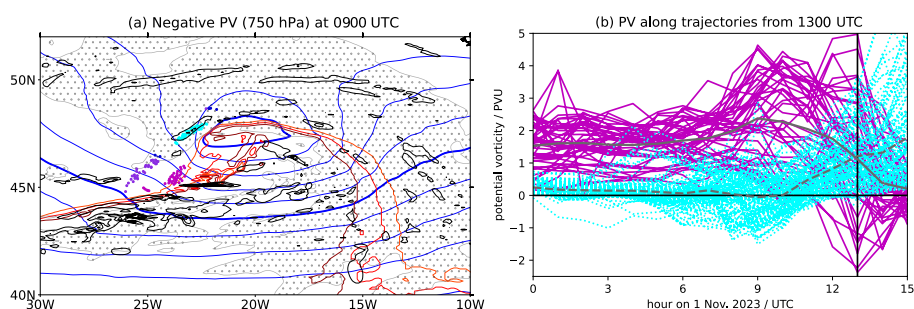 (a) Negative PV (750 hPa) at 0900 UTC
50N
45N
40N
30W 25W 20W 15W 10W
(b) PV along trajectories from 1300 UTC
potential vorticity / PVU
5
4
3
2
1
0
−1
−2
0 3 6 9 12 15
hour on 1 Nov. 2023 / UTC